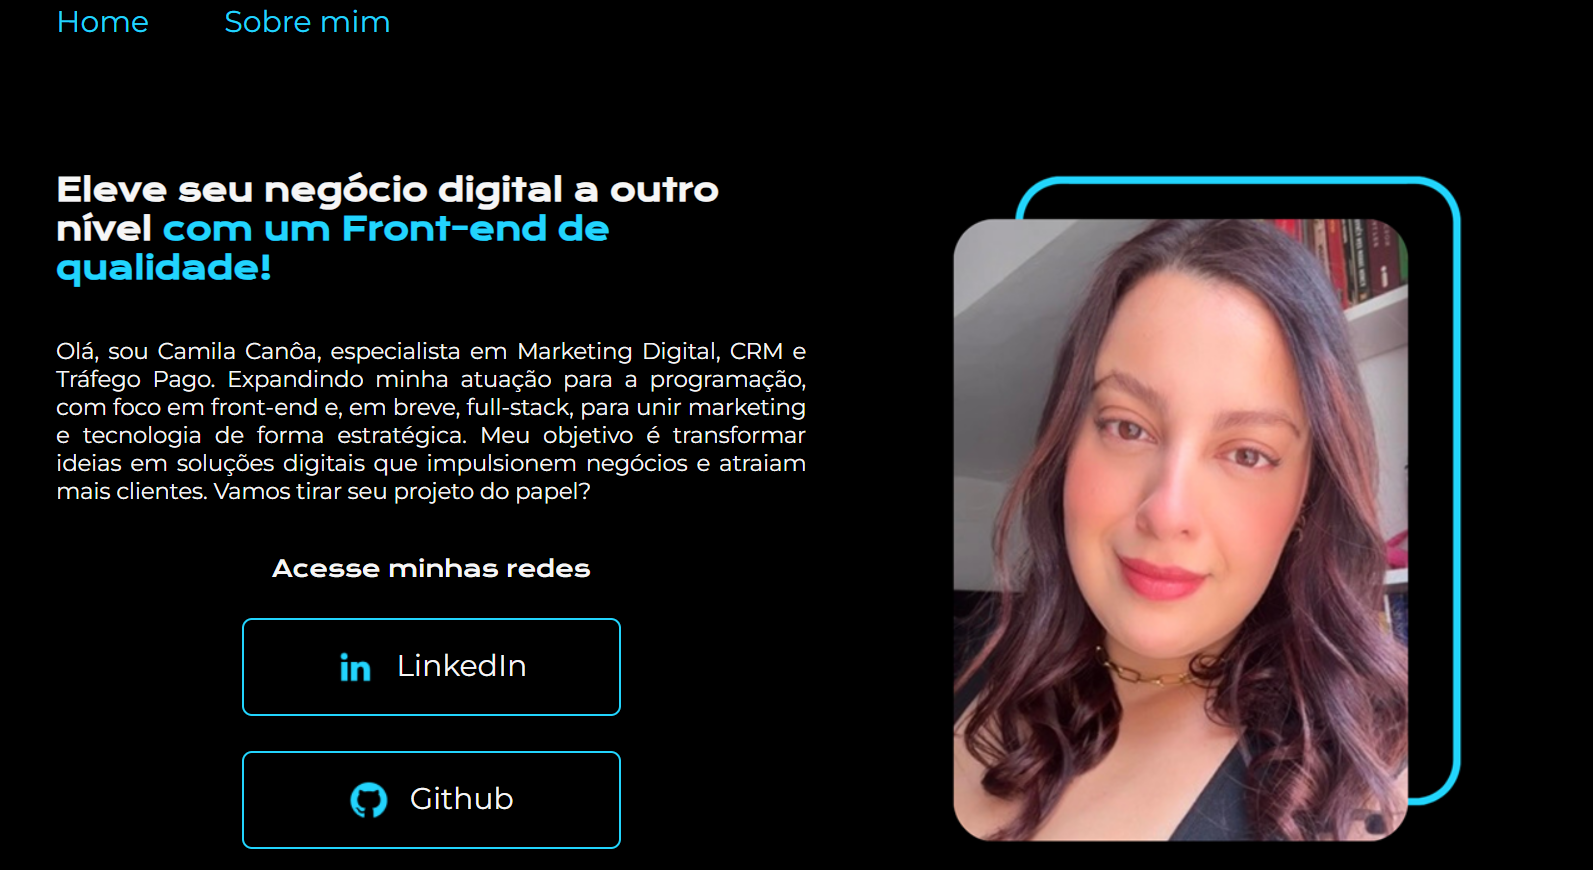 Home Sobre mim
Eleve seu negócio digital a outro
nível com um Front-end de
qualidade!
Olá, sou Camila Canôa, especialista em Marketing Digital, CRM e
Tráfego Pago. Expandindo minha atuação para a programação,
com foco em front-end e, em breve, full-stack, para unir marketing
e tecnologia de forma estratégica. Meu objetivo é transformar
ideias em soluções digitais que impulsionem negócios e atraiam
mais clientes. Vamos tirar seu projeto do papel?
Acesse minhas redes
in LinkedIn
Github